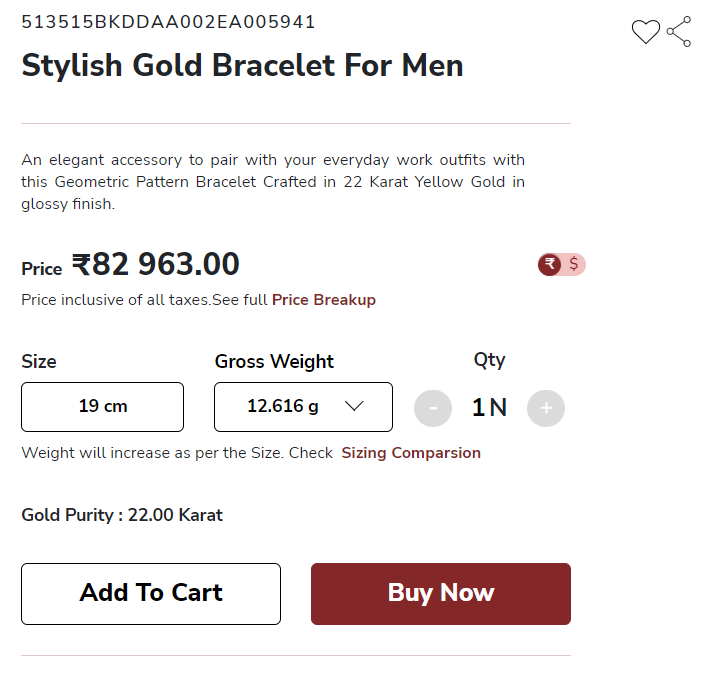 513515BKDDAA002EA005941
Stylish Gold Bracelet For Men
An elegant accessory to pair with your everyday work outfits with
this Geometric Pattern Bracelet Crafted in 22 Karat Yellow Gold in
glossy finish.
Price ₹82 963.00
₹ $
Price inclusive of all taxes.See full Price Breakup
Size Gross Weight Qty
19 cm 12.616 g - 1 N +
Weight will increase as per the Size. Check Sizing Comparsion
Gold Purity : 22.00 Karat
Add To Cart Buy Now